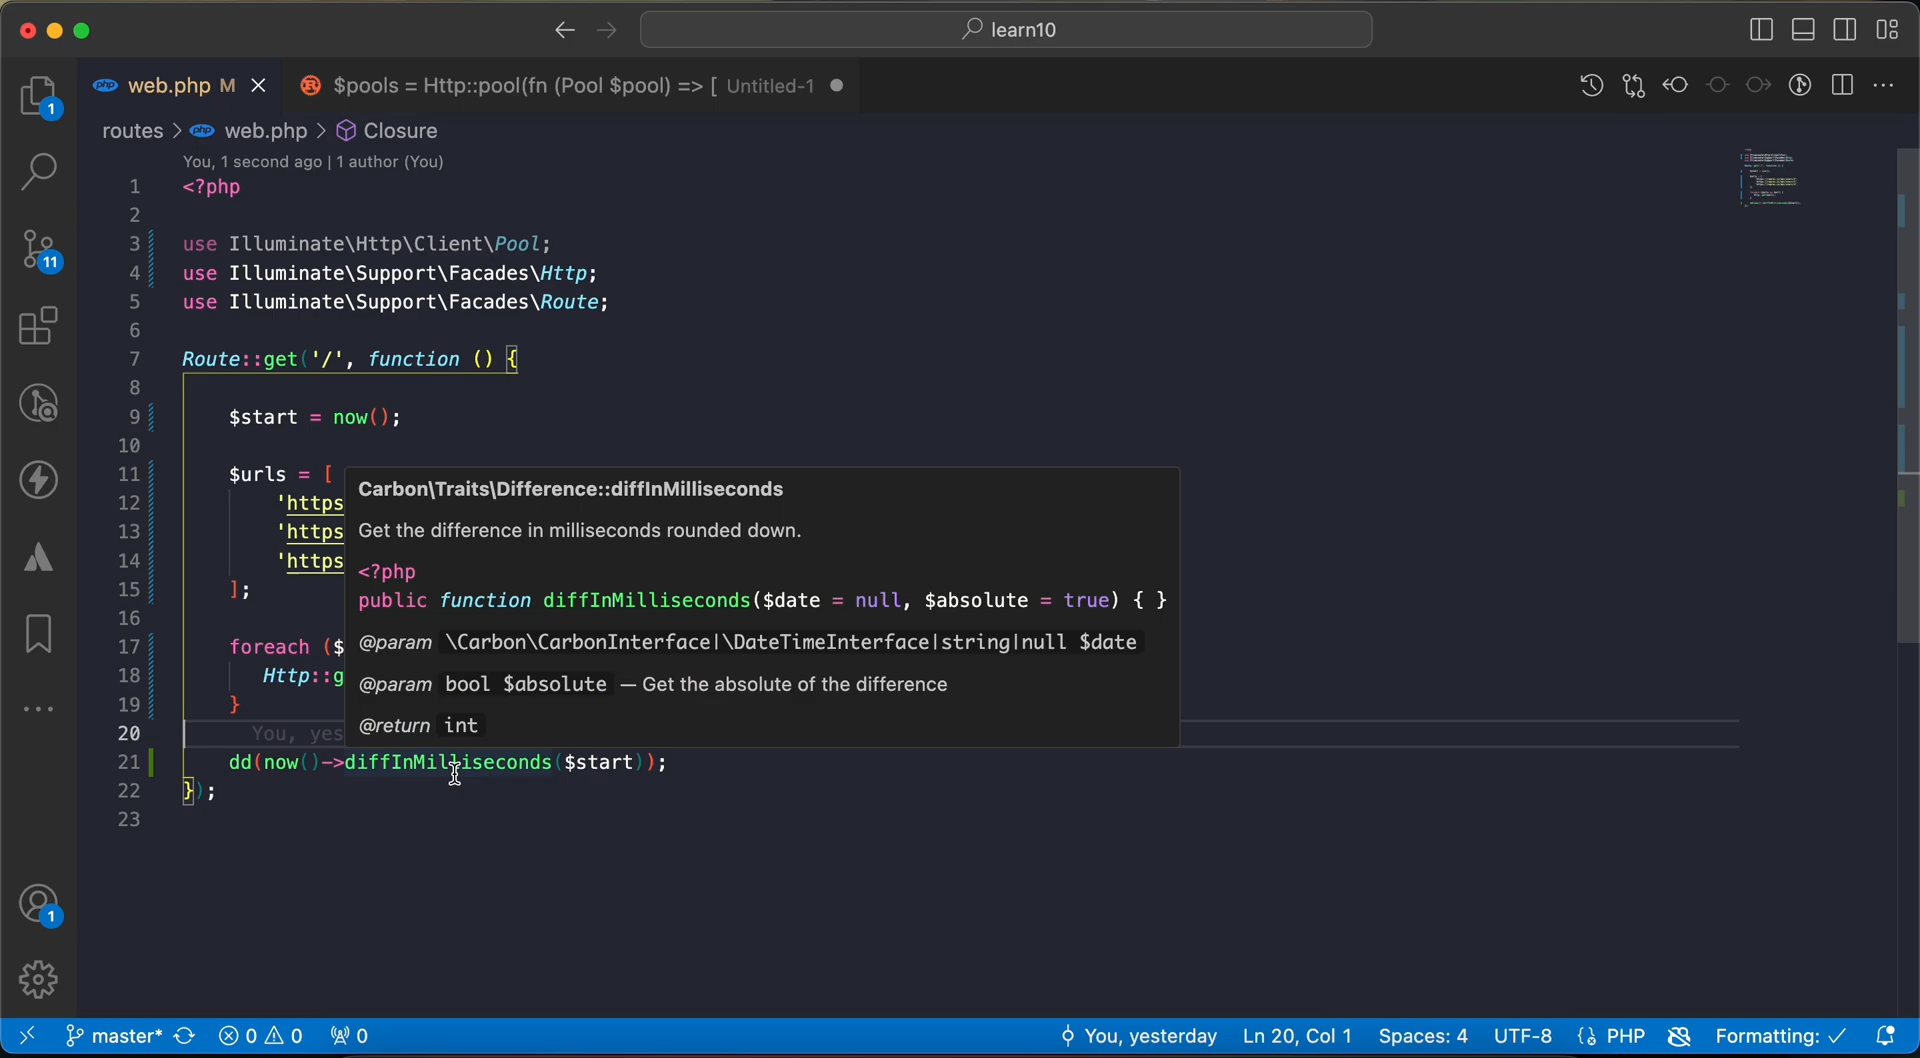 learn10
web.php M
$pools = Http::pool(fn (Pool $pool) => [ Untitled-1
routes > web.php > Closure
You, 1 second ago | 1 author (You)
1 <?php
2
3 use Illuminate\Http\Client\Pool;
4 use Illuminate\Support\Facades\Http;
5 use Illuminate\Support\Facades\Route;
6
7 Route::get('/', function () {
8
9 $start = now();
10
11 $urls = [
12 'https
13 'https
14 'https
15 ];
16
17 foreach ($
18 Http::g
19 }
20 You, yes
21 dd(now()->diffInMilliseconds($start));
22 });
23
Carbon\Traits\Difference::diffInMilliseconds
Get the difference in milliseconds rounded down.
<?php
public function diffInMilliseconds($date = null, $absolute = true) { }
@param \Carbon\CarbonInterface|\DateTimeInterface|string|null $date
@param bool $absolute — Get the absolute of the difference
@return int
1
11
1
master* 0 0 0 You, yesterday Ln 20, Col 1 Spaces: 4 UTF-8 PHP Formatting: ✓